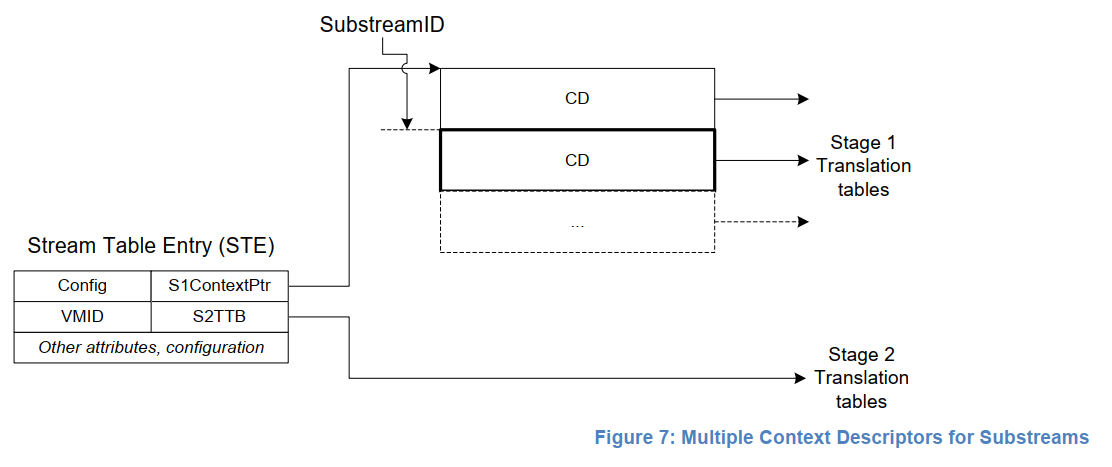 SubstreamID
CD
CD
Stage 1
Translation
tables
...
Stream Table Entry (STE)
Config S1ContextPtr
VMID S2TTB
Other attributes, configuration
Stage 2
Translation
tables
Figure 7: Multiple Context Descriptors for Substreams